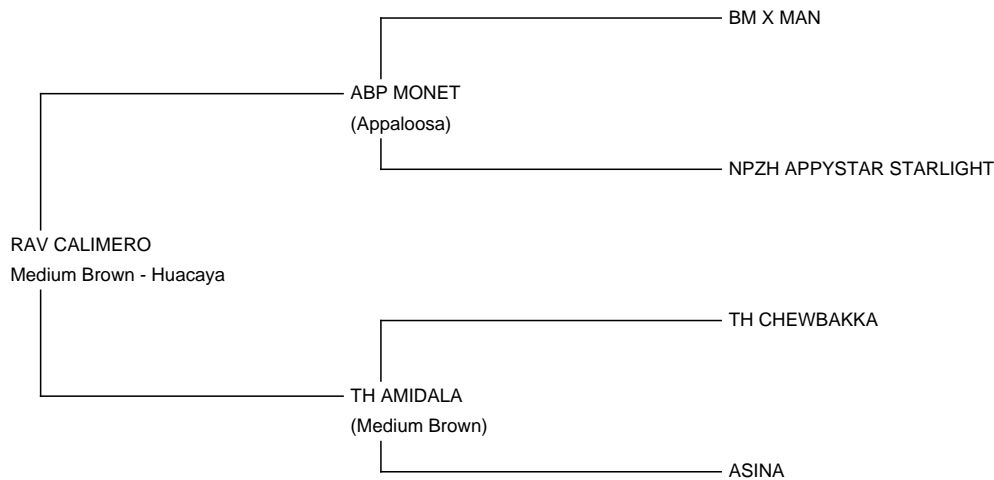 BM X MAN
ABP MONET
(Appaloosa)
NPZH APPYSTAR STARLIGHT
RAV CALIMERO
Medium Brown - Huacaya
TH CHEWBAKKA
TH AMIDALA
(Medium Brown)
ASINA